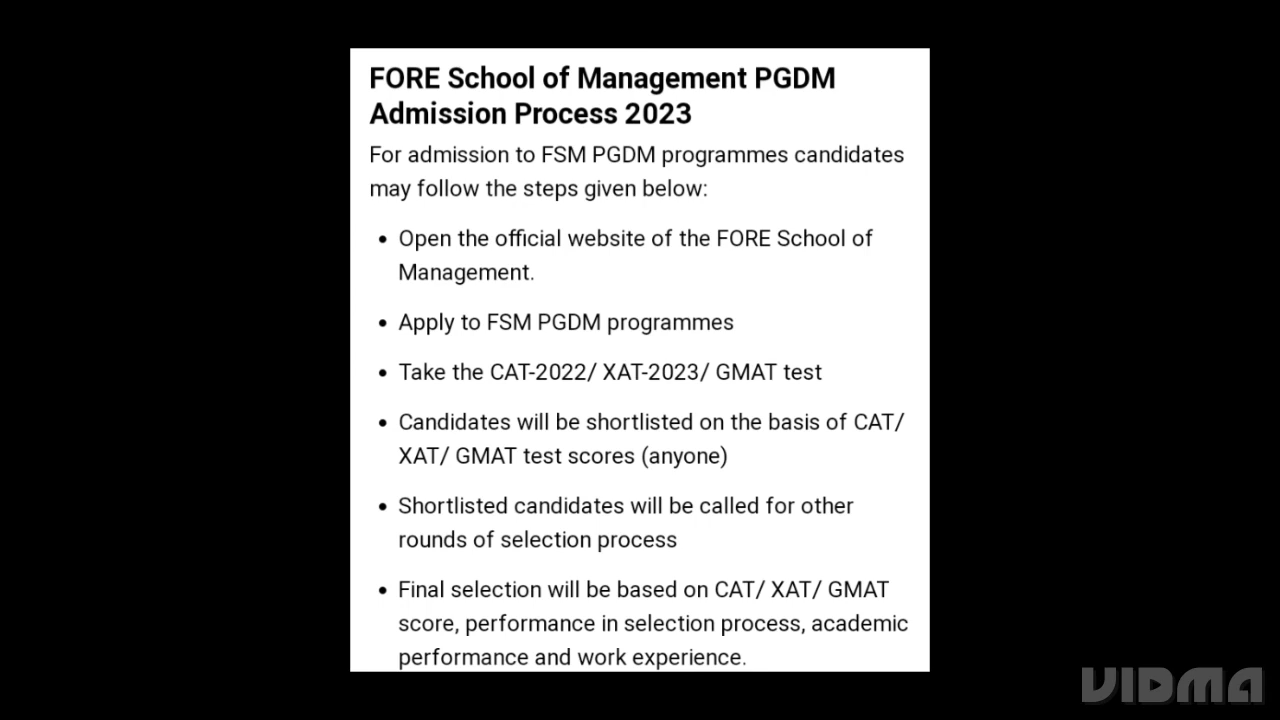 FORE School of Management PGDM
Admission Process 2023
For admission to FSM PGDM programmes candidates
may follow the steps given below:
• Open the official website of the FORE School of
Management.
• Apply to FSM PGDM programmes
• Take the CAT-2022/ XAT-2023/ GMAT test
• Candidates will be shortlisted on the basis of CAT/
XAT/ GMAT test scores (anyone)
• Shortlisted candidates will be called for other
rounds of selection process
• Final selection will be based on CAT/ XAT/ GMAT
score, performance in selection process, academic
performance and work experience.
VIDMA